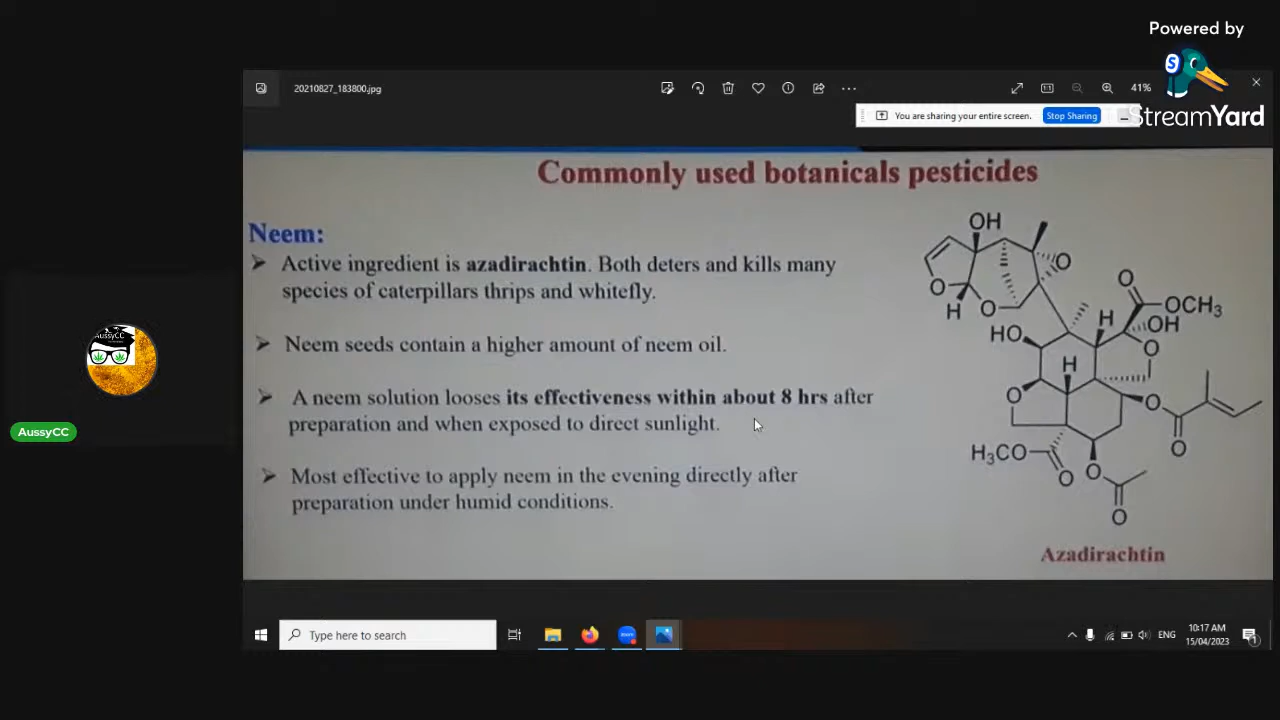 Powered by
S
StreamYard
20210827_183800.jpg
41%
You are sharing your entire screen.
Stop Sharing
Commonly used botanicals pesticides
Neem:
Active ingredient is azadirachtin. Both deters and kills many
species of caterpillars thrips and whitefly.
Neem seeds contain a higher amount of neem oil.
A neem solution looses its effectiveness within about 8 hrs after
preparation and when exposed to direct sunlight.
Most effective to apply neem in the evening directly after
preparation under humid conditions.
OH
O
O
H
O
O
OCH₃
HO
H
OH
H
O
O
O
H₃CO
O
O
O
O
Azadirachtin
AussyCC
AussyCC
Type here to search
zoom
ENG
10:17 AM
15/04/2023
1